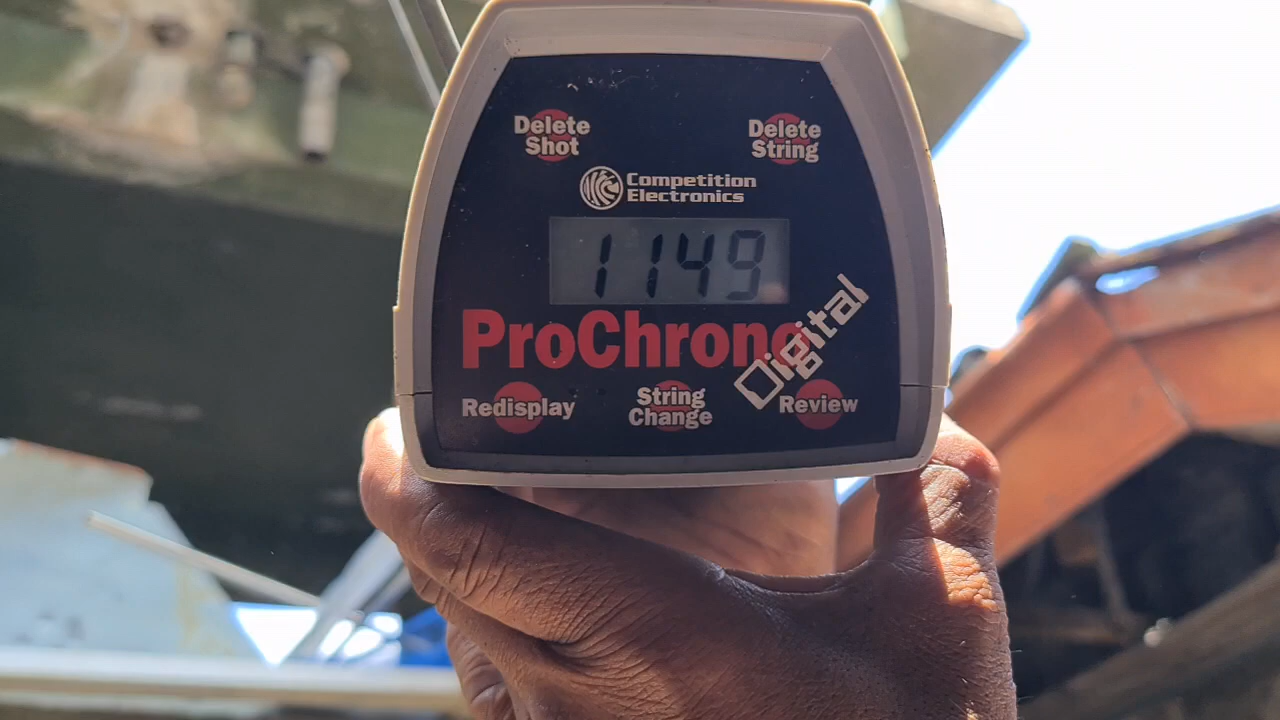 Delete
Shot
Delete
String
Competition
Electronics
1149
ProChrono
Digital
Redisplay
String
Change
Review